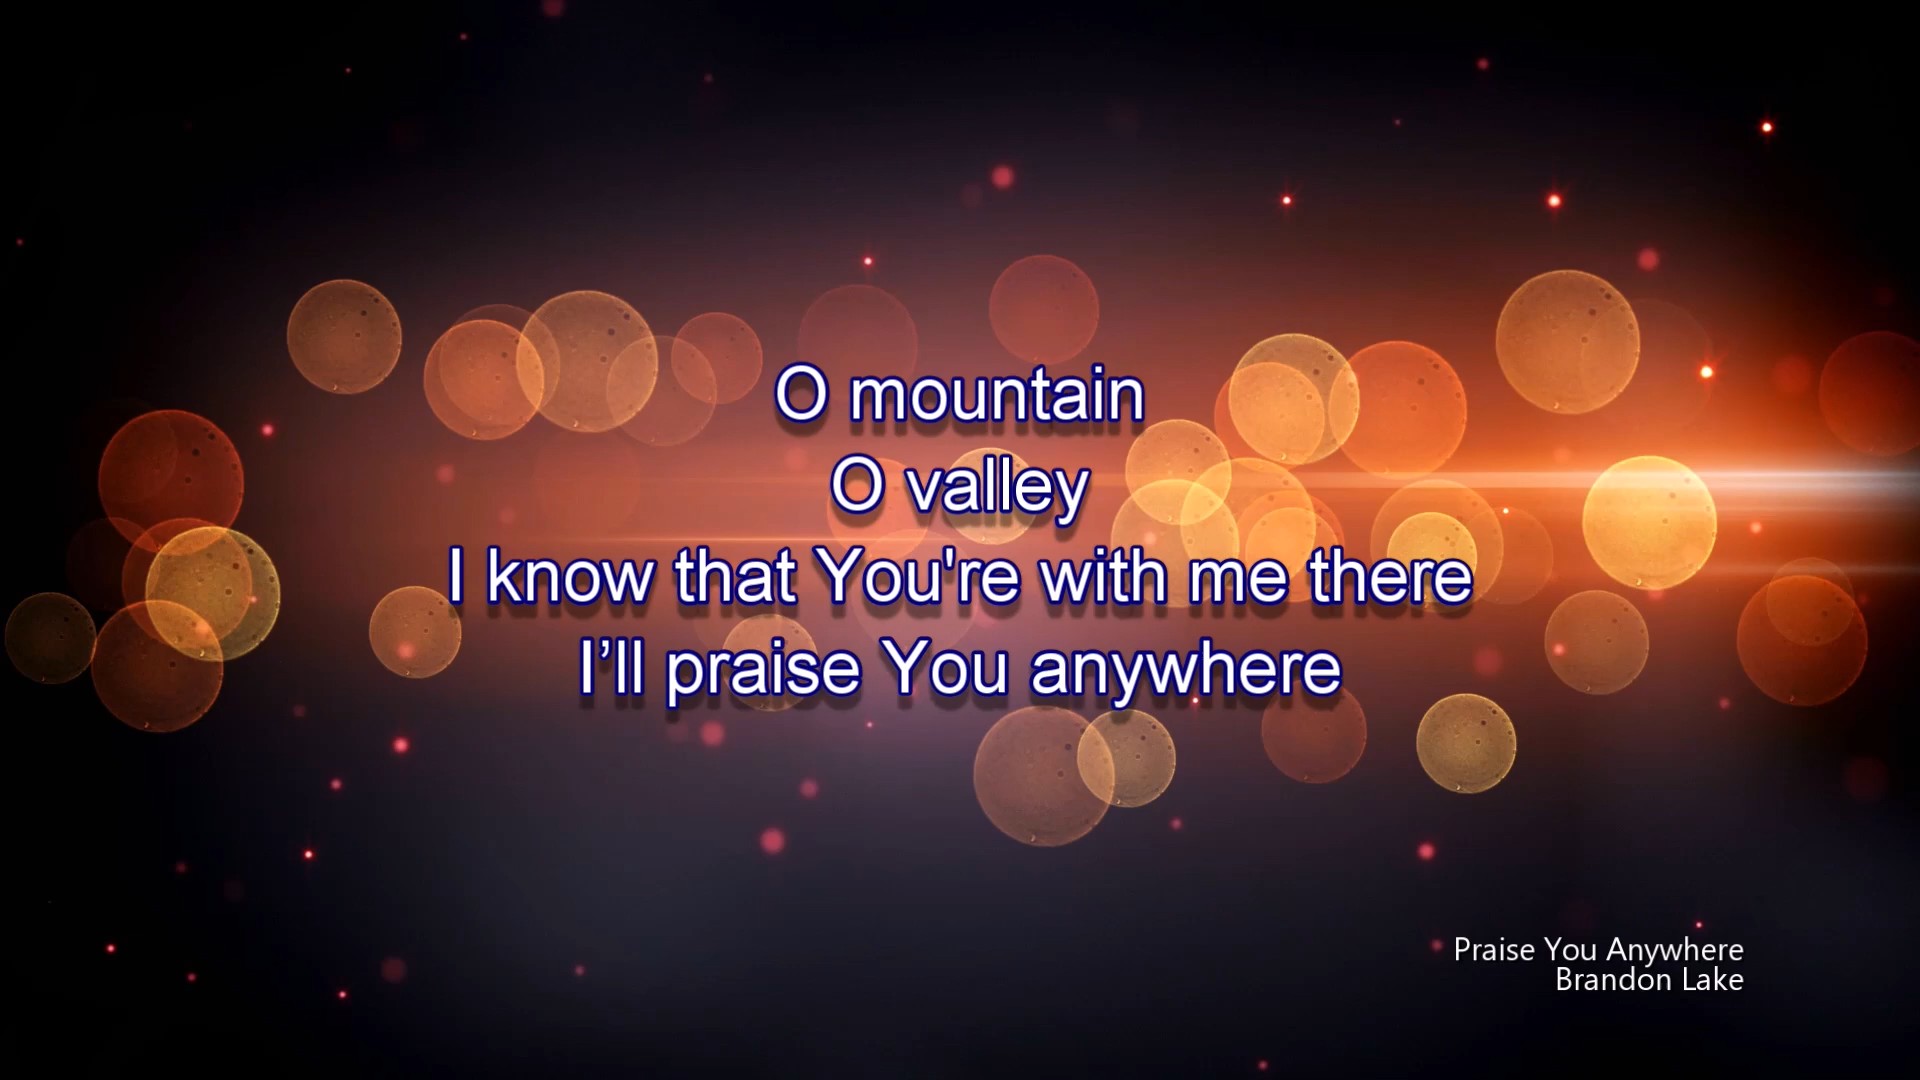 O mountain
O valley
I know that You're with me there
I’ll praise You anywhere
Praise You Anywhere
Brandon Lake